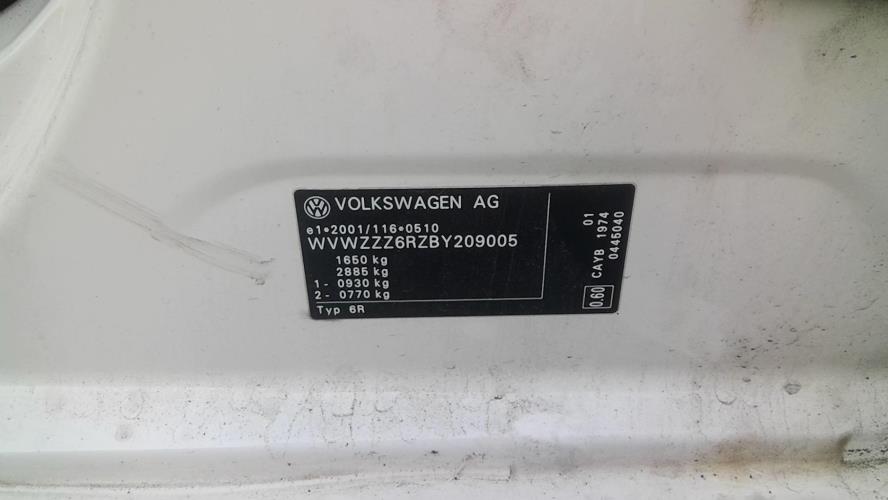 VOLKSWAGEN AG
e1*2001/116*0510
WVWZZZ6RZBY209005
1650 kg
2885 kg
1 - 0930 kg
2 - 0770 kg
Typ 6R
01
0.60 CAYB 1974
0445040